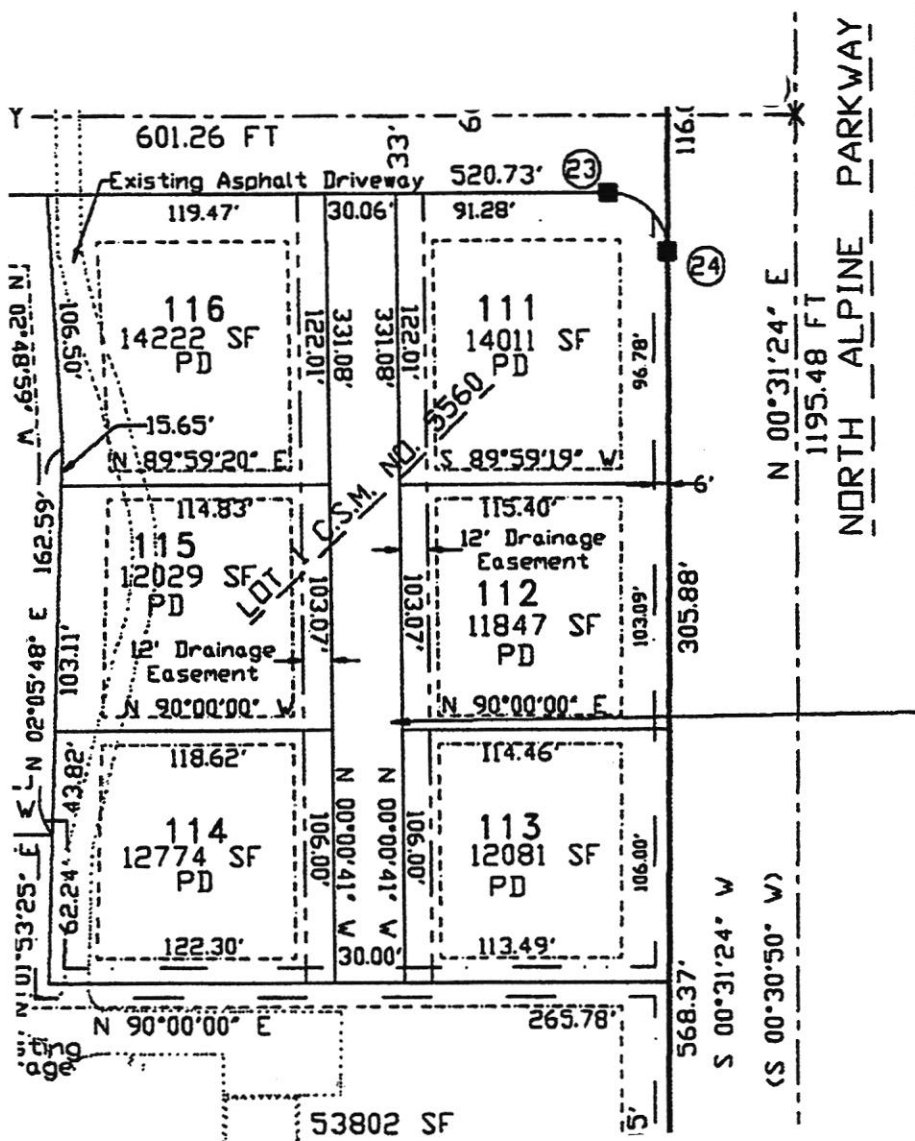 Y
601.26 FT
33.
116.
Existing Asphalt Driveway
520.73'
23
24
119.47'
30.06'
91.28'
116
14222 SF
PD
111
14011 SF
PD
N 02°48'59" W
106.50'
122.01'
331.08'
331.08'
122.01'
96.78'
15.65'
N 89°59'20" E
S 89°59'19" W
6'
LOT 1 C.S.M. NO. 5560
114.83'
115.40'
115
12029 SF
PD
12' Drainage
Easement
12' Drainage
Easement
112
11847 SF
PD
162.59'
103.11'
103.07'
103.07'
103.09'
305.88'
N 02°05'48" E
N 90°00'00" W
N 90°00'00" E
118.62'
114.46'
114
12774 SF
PD
113
12081 SF
PD
43.82'
62.24'
106.00'
N 00°00'41" W
N 00°00'41" W
106.00'
106.00'
122.30'
30.00'
113.49'
N 01°53'25" E
N 90°00'00" E
265.78'
568.37'
S 00°31'24" W
(S 00°30'50" W)
53802 SF
5'
N 00°31'24" E
1195.48 FT
NORTH ALPINE PARKWAY